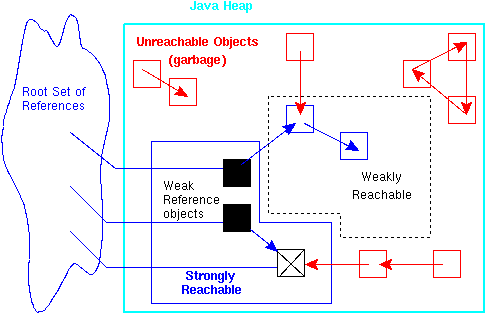 Java Heap
Unreachable Objects
(garbage)
Root Set of
References
Weak
Reference
objects
Weakly
Reachable
Strongly
Reachable